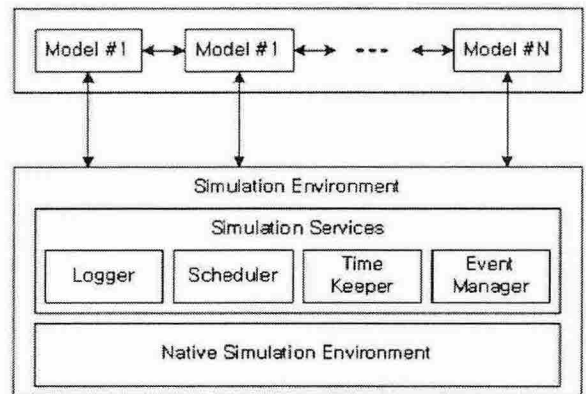 Model #1
Model #1
---
Model #N
Simulation Environment
Simulation Services
Logger
Scheduler
Time
Keeper
Event
Manager
Native Simulation Environment